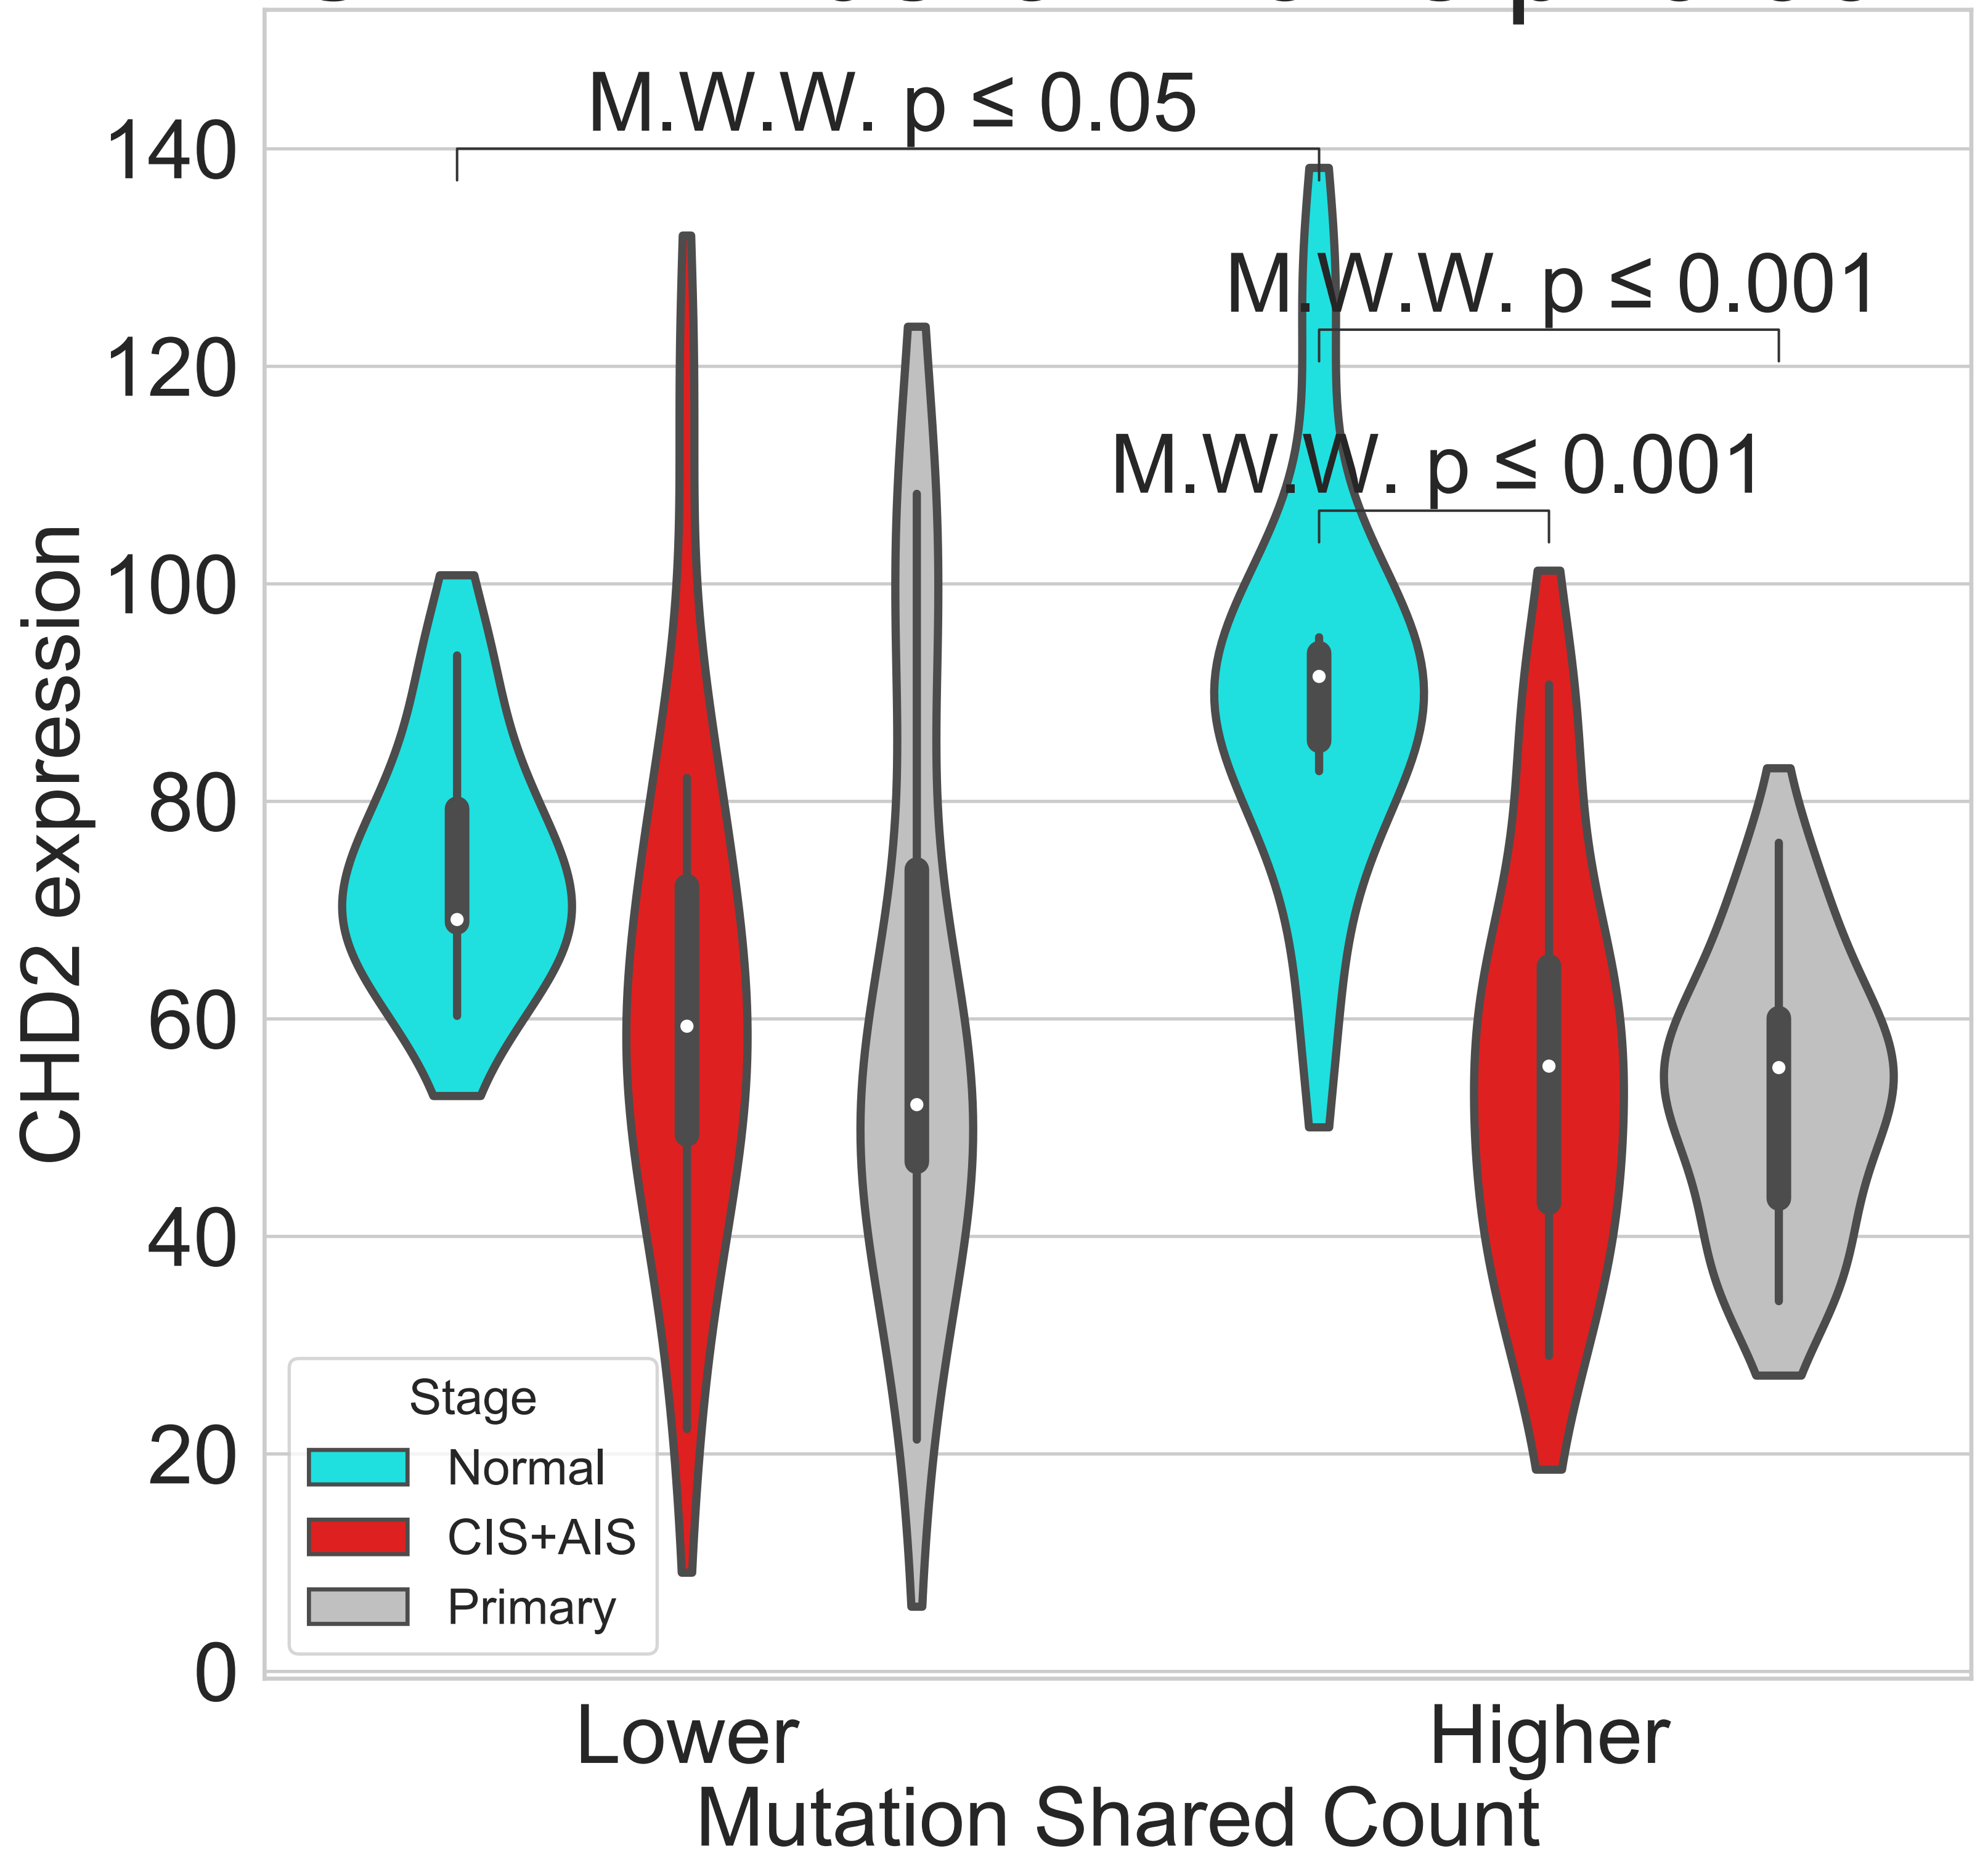 M.W.W. p ≤ 0.05
M.W.W. p ≤ 0.001
M.W.W. p ≤ 0.001
140
120
100
80
60
40
20
0
CHD2 expression
Stage
Normal
CIS+AIS
Primary
Lower
Higher
Mutation Shared Count